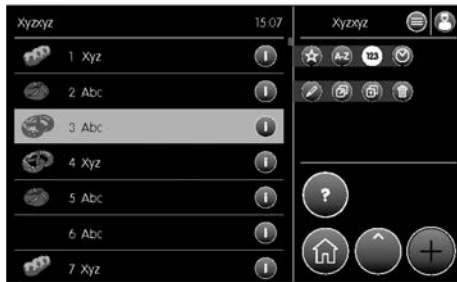 Xyzxyz 15:07 Xyzxyz
1 Xyz
A-Z 123
2 Abc
3 Abc
4 Xyz
5 Abc
?
6 Abc
7 Xyz